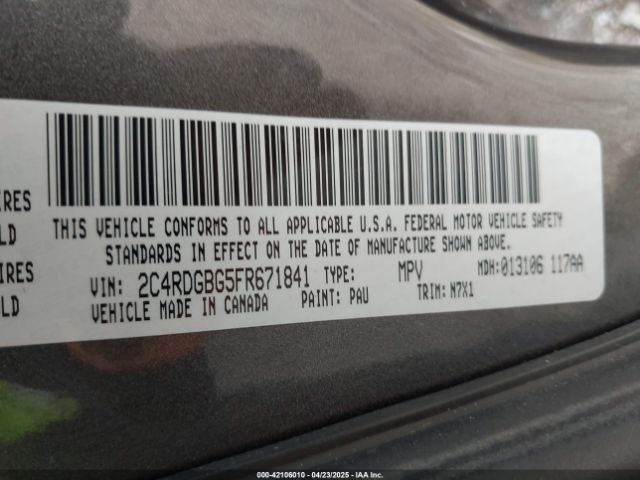 IRES
LD
IRES
LD
THIS VEHICLE CONFORMS TO ALL APPLICABLE U.S.A. FEDERAL MOTOR VEHICLE SAFETY
STANDARDS IN EFFECT ON THE DATE OF MANUFACTURE SHOWN ABOVE.
VIN: 2C4RDGBG5FR671841 TYPE: MPV MDH:013106 117AA
VEHICLE MADE IN CANADA PAINT: PAU TRIM: N7X1
000-42106010 - 04/23/2025 - IAA Inc.